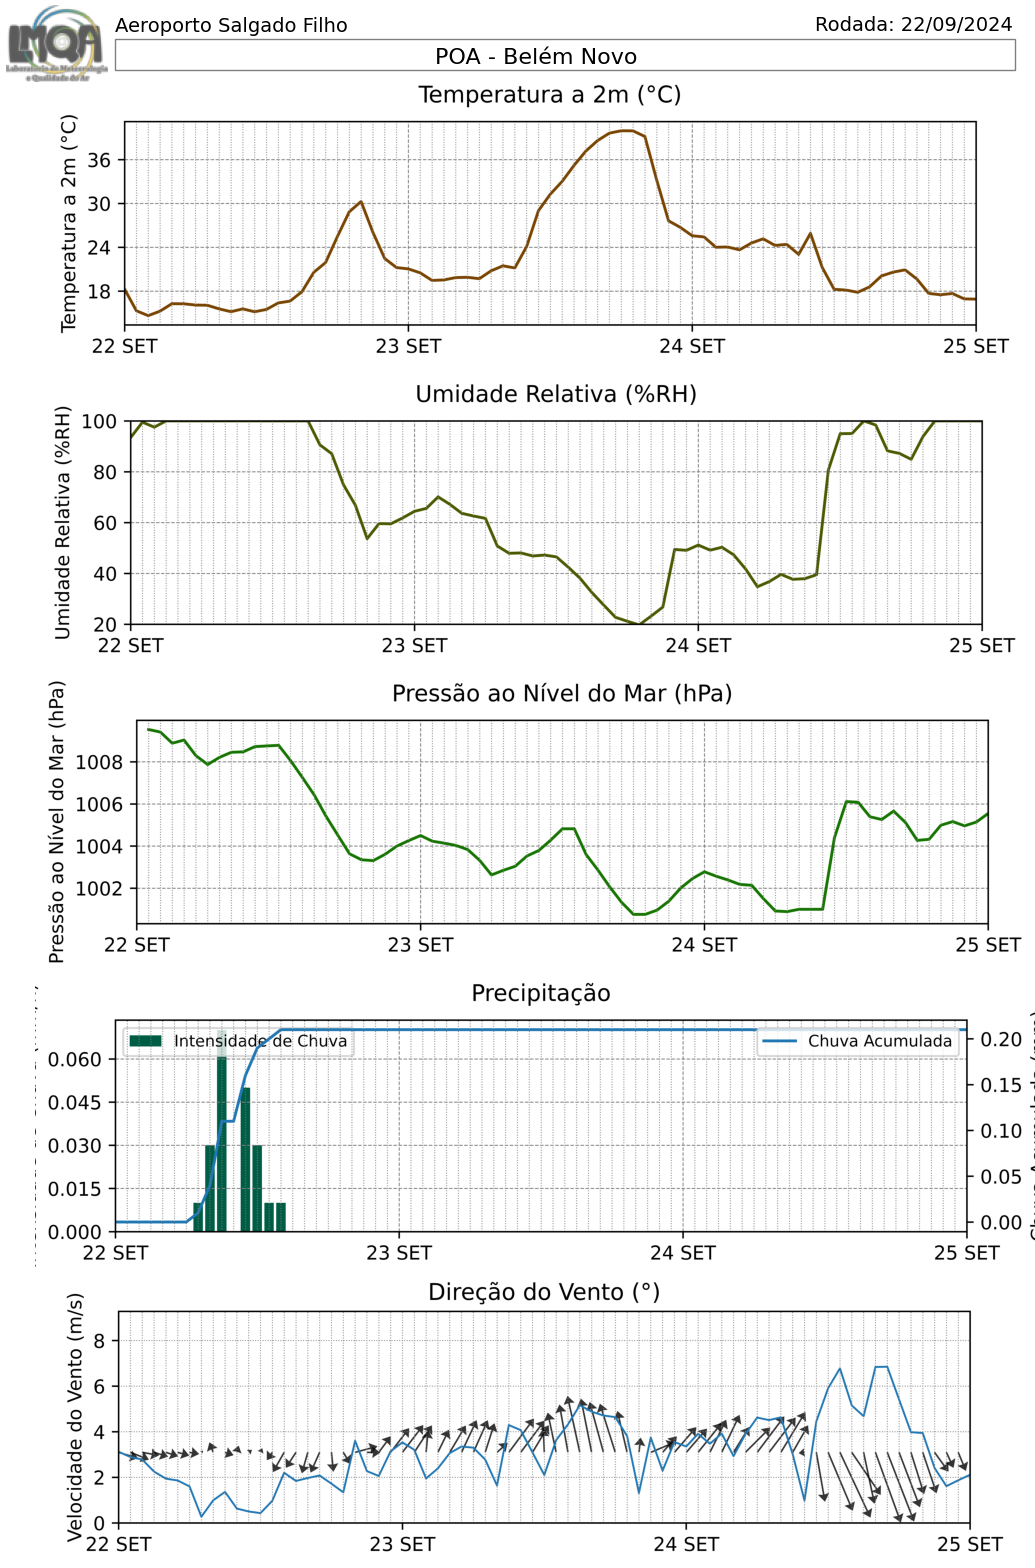 LMQA
Laboratório de Meteorologia
e Qualidade do Ar
Aeroporto Salgado Filho
Rodada: 22/09/2024
POA - Belém Novo
Temperatura a 2m (°C)
Temperatura a 2m (°C)
36
30
24
18
22 SET 23 SET 24 SET 25 SET
Umidade Relativa (%RH)
Umidade Relativa (%RH)
100
80
60
40
20
22 SET 23 SET 24 SET 25 SET
Pressão ao Nível do Mar (hPa)
Pressão ao Nível do Mar (hPa)
1008
1006
1004
1002
22 SET 23 SET 24 SET 25 SET
Precipitação
Intensidade de Chuva
Chuva Acumulada
0.060
0.045
0.030
0.015
0.000
0.20
0.15
0.10
0.05
0.00
22 SET 23 SET 24 SET 25 SET
Direção do Vento (°)
Velocidade do Vento (m/s)
8
6
4
2
0
22 SET 23 SET 24 SET 25 SET